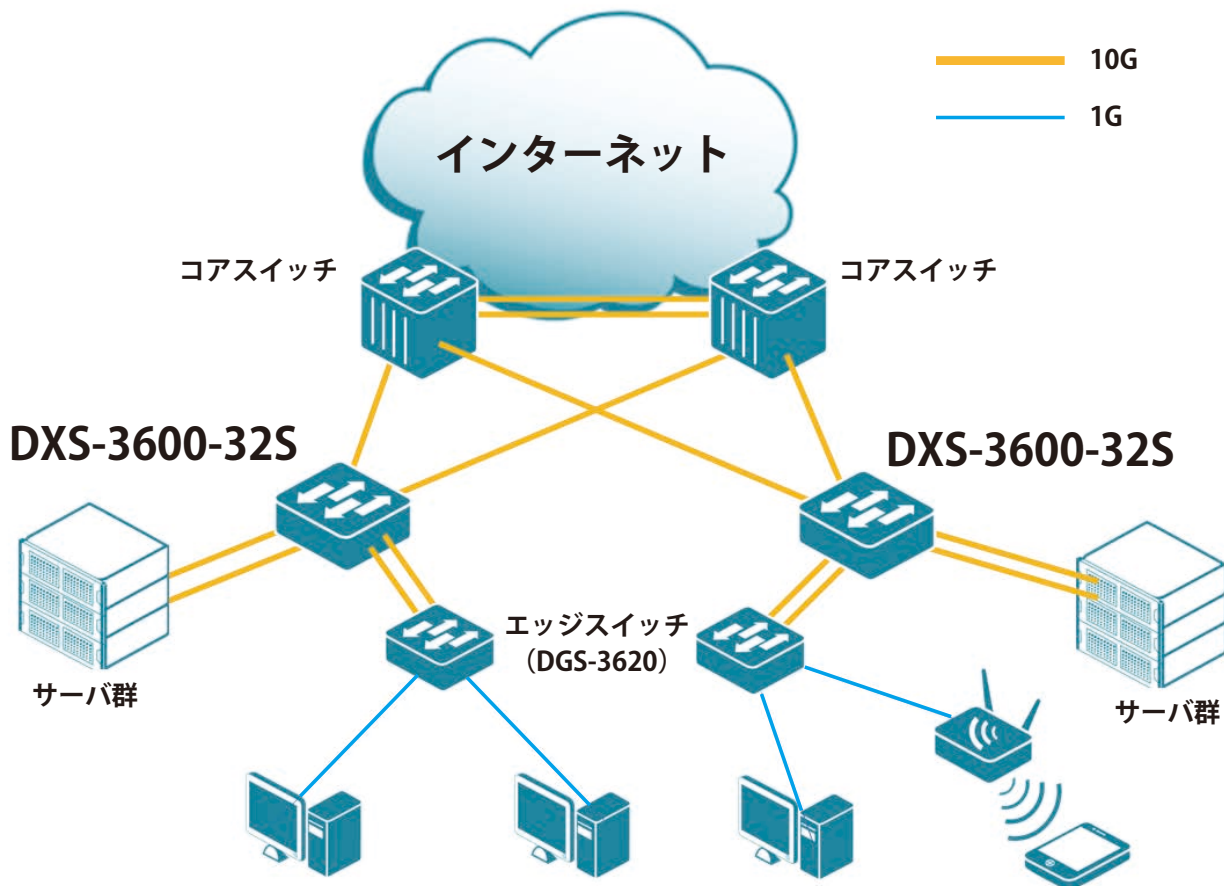 10G
1G
インターネット
コアスイッチ
コアスイッチ
DXS-3600-32S
DXS-3600-32S
エッジスイッチ
（DGS-3620）
サーバ群
サーバ群